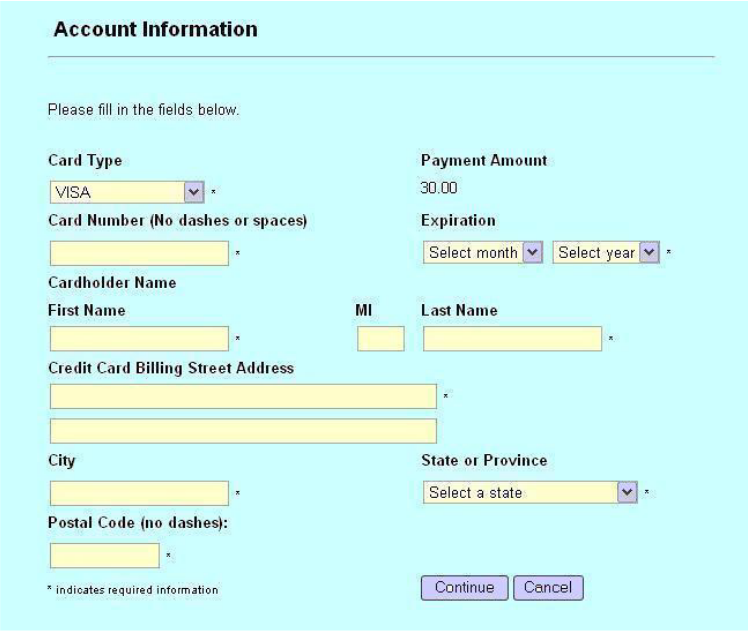 Account Information
Please fill in the fields below.
Card Type Payment Amount
VISA * 30.00
Card Number (No dashes or spaces) Expiration
* Select month Select year *
Cardholder Name
First Name MI Last Name
* *
Credit Card Billing Street Address
*
City State or Province
* Select a state *
Postal Code (no dashes):
*
* indicates required information Continue Cancel